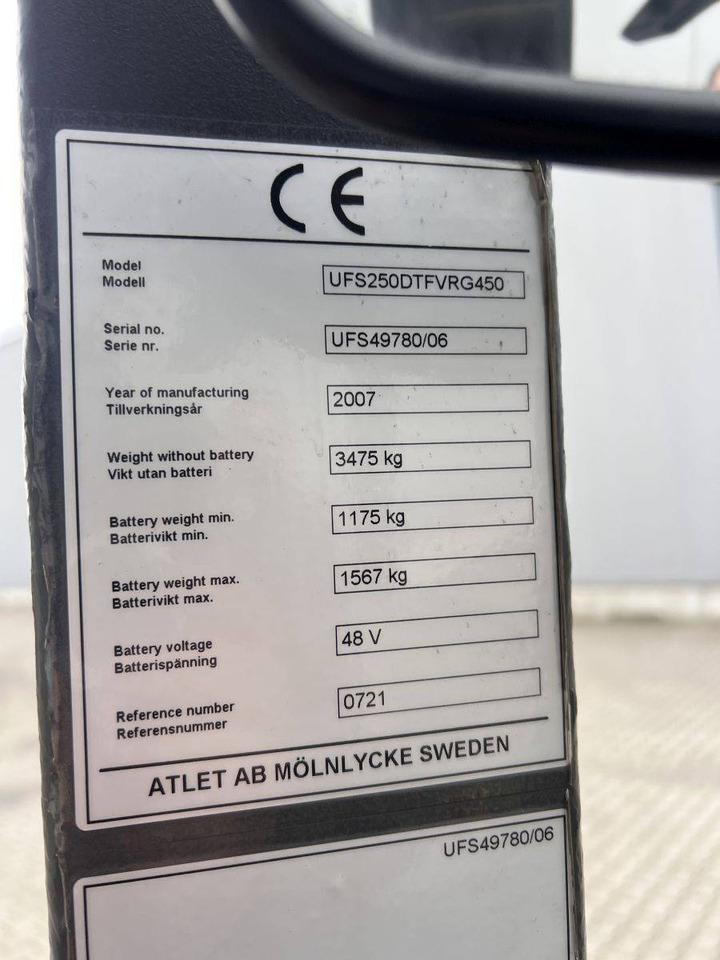 CE
Model
Modell
UFS250DTFVRG450
Serial no.
Serie nr.
UFS49780/06
Year of manufacturing
Tillverkningsår
2007
Weight without battery
Vikt utan batteri
3475 kg
Battery weight min.
Batterivikt min.
1175 kg
Battery weight max.
Batterivikt max.
1567 kg
Battery voltage
Batterispänning
48 V
Reference number
Referensnummer
0721
ATLET AB MÖLNLYCKE SWEDEN
UFS49780/06